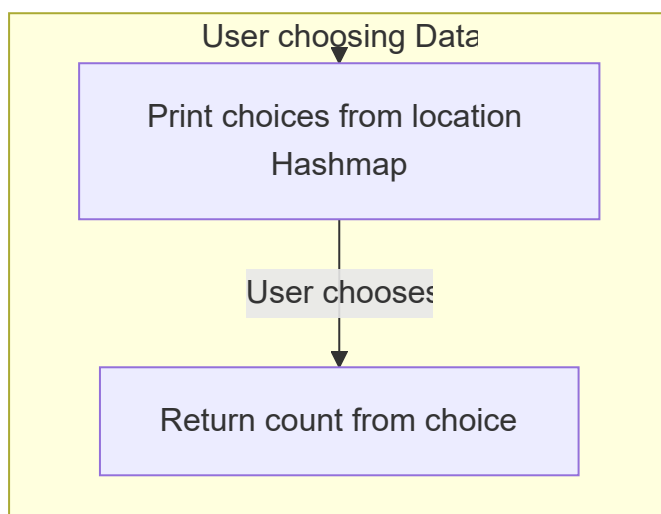 User choosing Data
Print choices from location
Hashmap
User chooses
Return count from choice